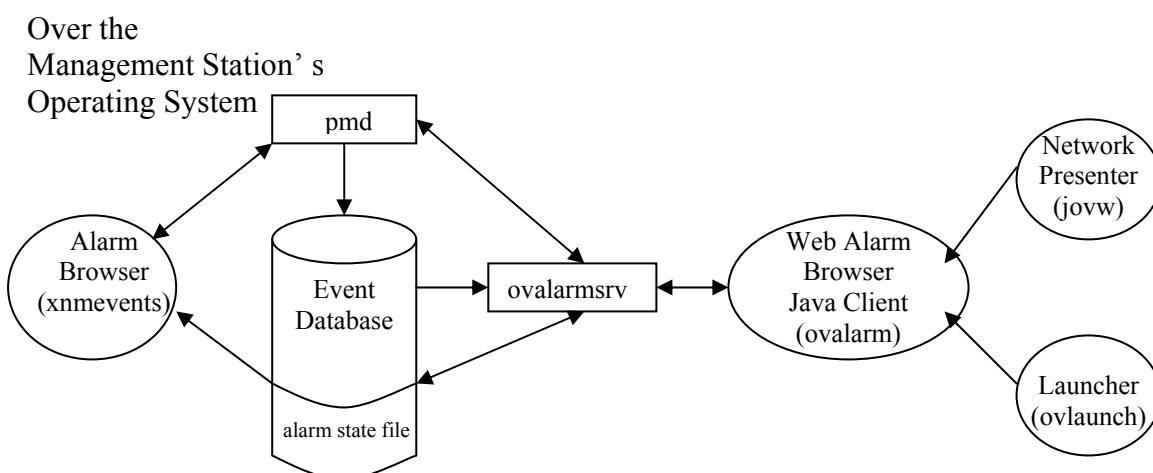 Over the
Management Station’ s
Operating System
pmd
Alarm
Browser
(xnmevents)
Event
Database
alarm state file
ovalarmsrv
Web Alarm
Browser
Java Client
(ovalarm)
Network
Presenter
(jovw)
Launcher
(ovlaunch)